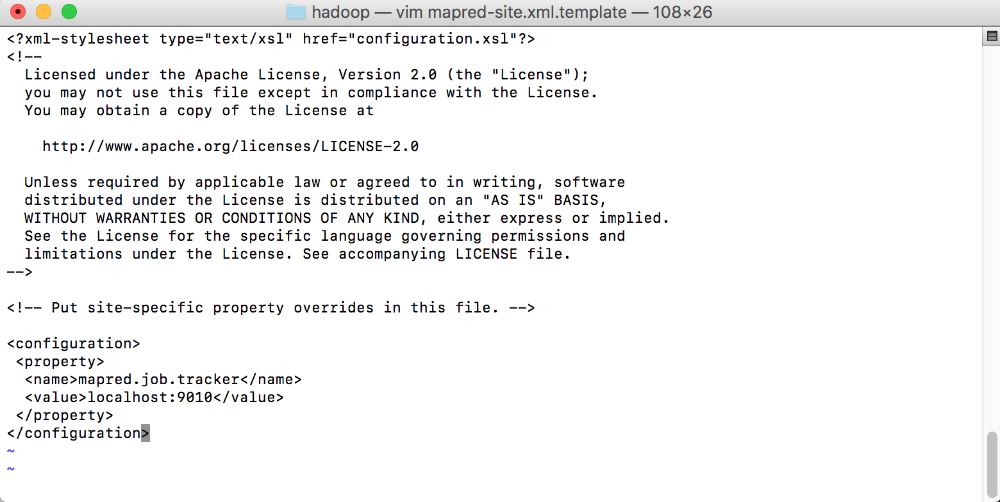 hadoop — vim mapred-site.xml.template — 108×26
<?xml-stylesheet type="text/xsl" href="configuration.xsl"?>
<!--
  Licensed under the Apache License, Version 2.0 (the "License");
  you may not use this file except in compliance with the License.
  You may obtain a copy of the License at

    http://www.apache.org/licenses/LICENSE-2.0

  Unless required by applicable law or agreed to in writing, software
  distributed under the License is distributed on an "AS IS" BASIS,
  WITHOUT WARRANTIES OR CONDITIONS OF ANY KIND, either express or implied.
  See the License for the specific language governing permissions and
  limitations under the License. See accompanying LICENSE file.
-->

<!-- Put site-specific property overrides in this file. -->

<configuration>
 <property>
  <name>mapred.job.tracker</name>
  <value>localhost:9010</value>
 </property>
</configuration>
~
~